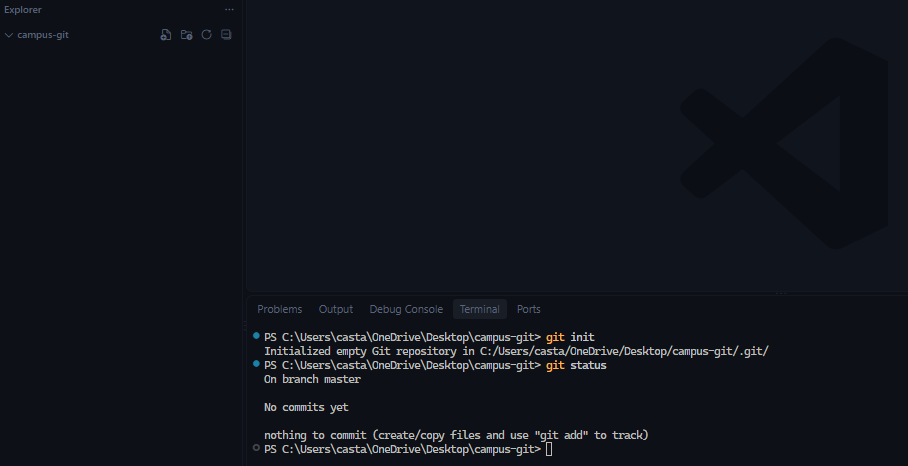 Explorer
campus-git
Problems Output Debug Console Terminal Ports
PS C:\Users\casta\OneDrive\Desktop\campus-git> git init
Initialized empty Git repository in C:/Users/casta/OneDrive/Desktop/campus-git/.git/
PS C:\Users\casta\OneDrive\Desktop\campus-git> git status
On branch master
No commits yet
nothing to commit (create/copy files and use "git add" to track)
PS C:\Users\casta\OneDrive\Desktop\campus-git>